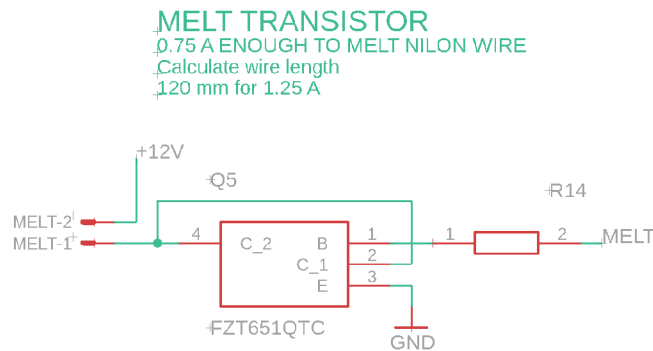 MELT TRANSISTOR
0.75 A ENOUGH TO MELT NILON WIRE
Calculate wire length
120 mm for 1.25 A
+12V
Q5
R14
MELT-2
MELT-1
4
C_2
B
1
1
2
MELT
C_1
2
E
3
FZT651QTC
GND